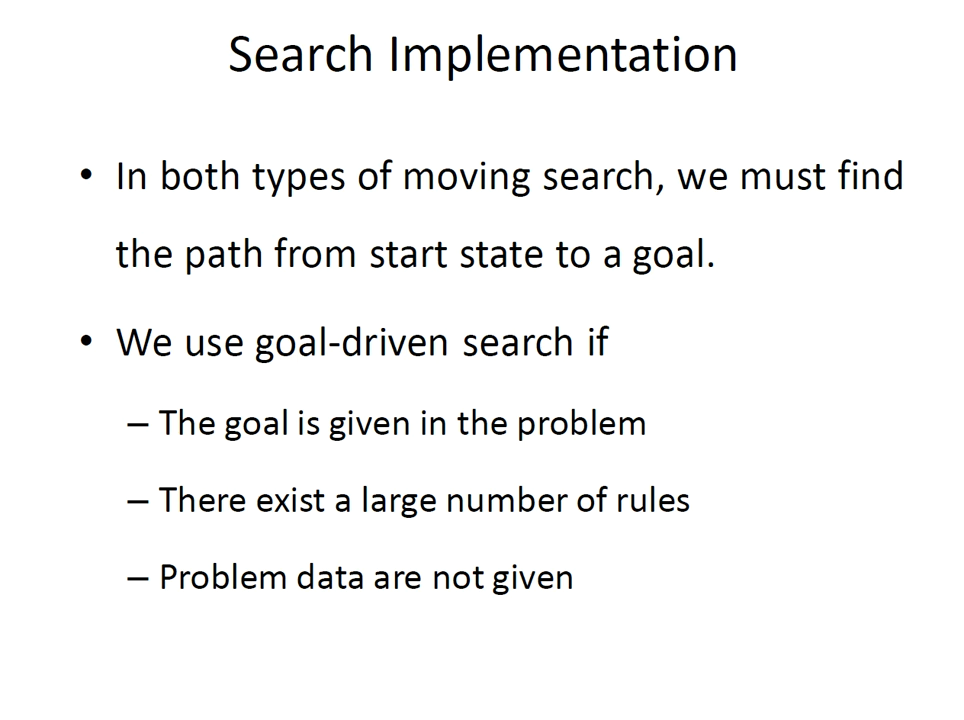 Search Implementation
• In both types of moving search, we must find
the path from start state to a goal.
• We use goal-driven search if
– The goal is given in the problem
– There exist a large number of rules
– Problem data are not given